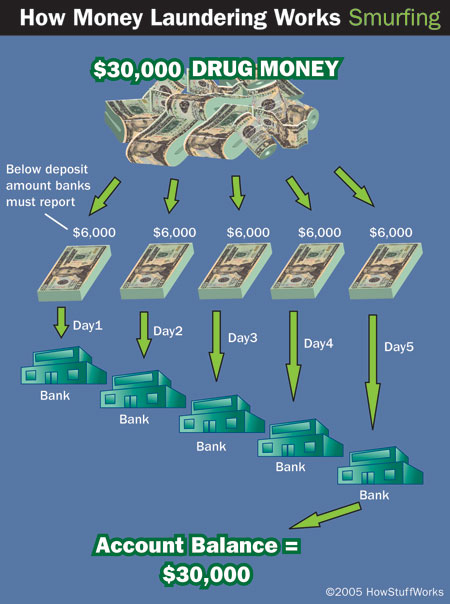 How Money Laundering Works Smurfing
$30,000 DRUG MONEY
Below deposit
amount banks
must report
$6,000 $6,000 $6,000 $6,000 $6,000
Day1
Day2
Day3
Day4
Day5
Bank
Bank
Bank
Bank
Bank
Account Balance =
$30,000
©2005 HowStuffWorks